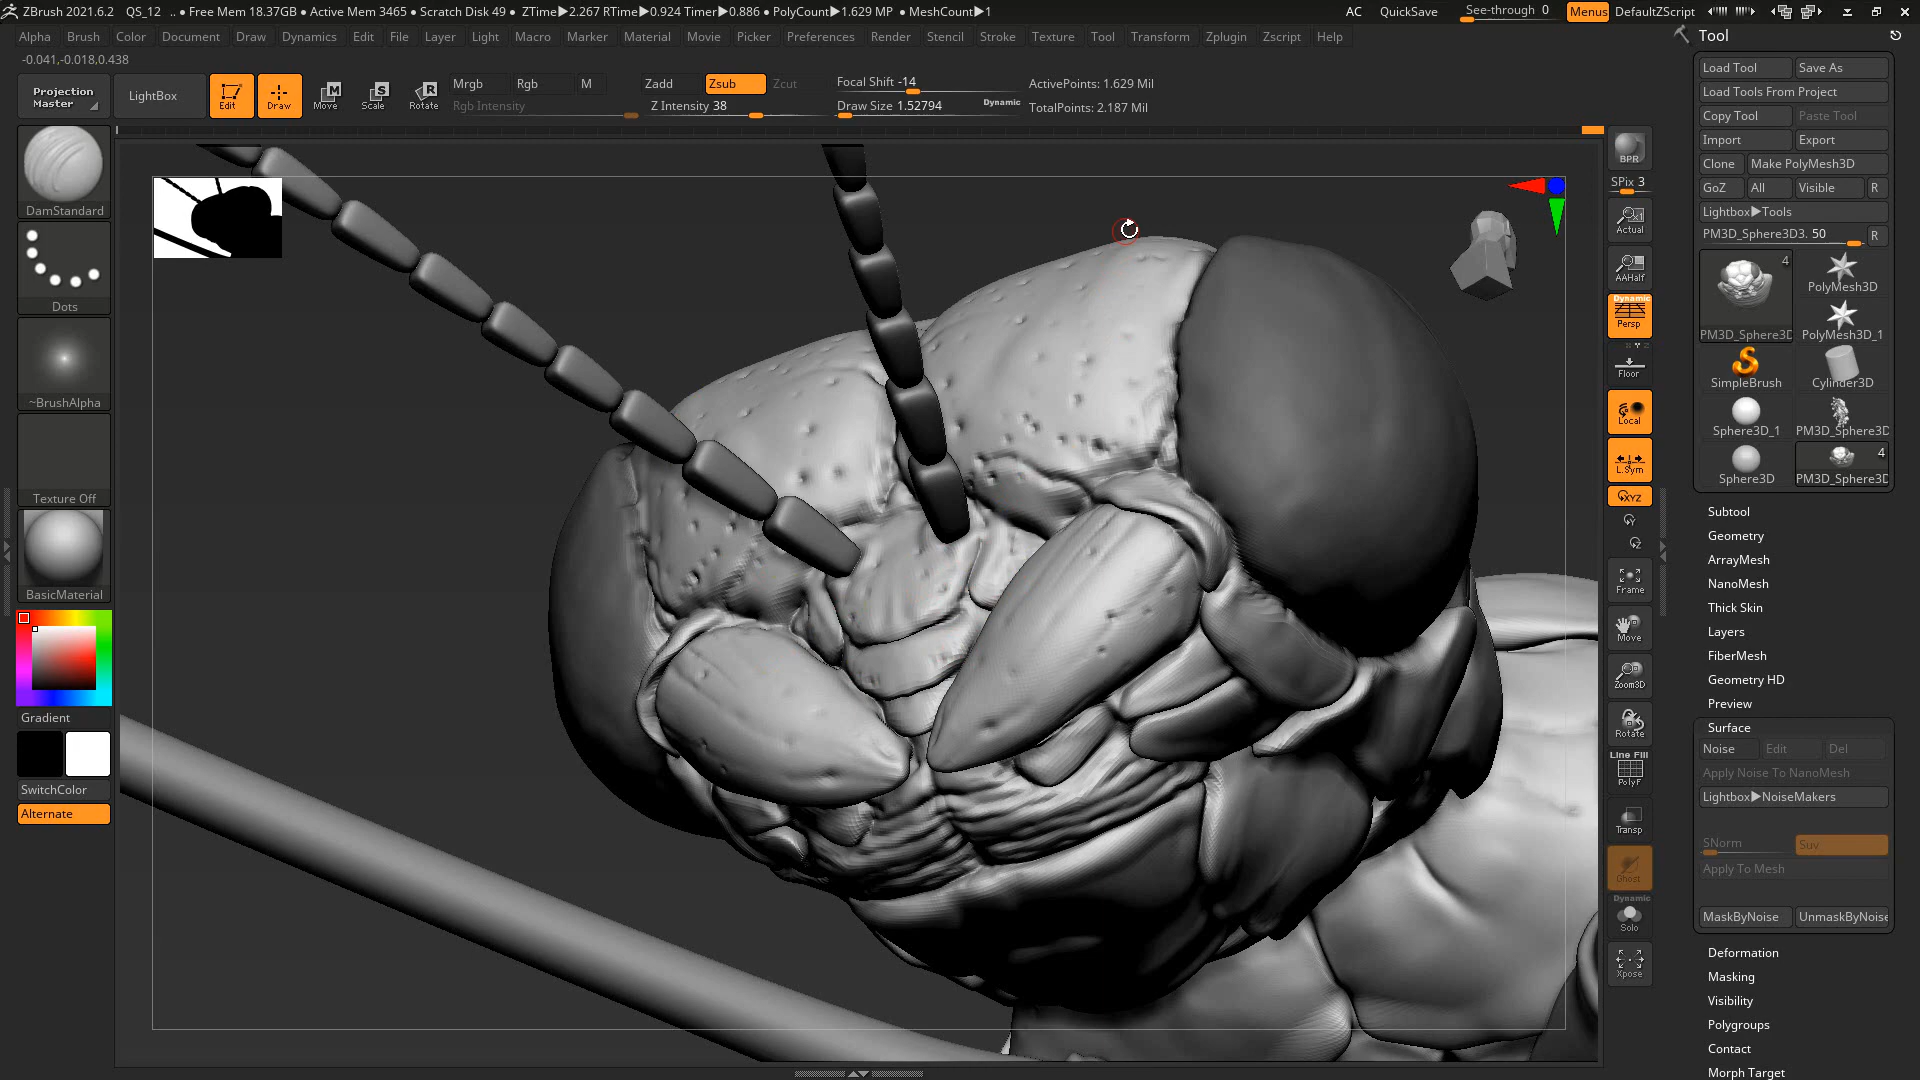 ZBrush 2021.6.2 QS_12 .. ● Free Mem 18.37GB ● Active Mem 3465 ● Scratch Disk 49 ● ZTime▶2.267 RTime▶0.924 Timer▶0.886 ● PolyCount▶1.629 MP ● MeshCount▶1 AC QuickSave See-through 0 Menus DefaultZScript
Alpha Brush Color Document Draw Dynamics Edit File Layer Light Macro Marker Material Movie Picker Preferences Render Stencil Stroke Texture Tool Transform Zplugin Zscript Help
-0.041,-0.018,0.438
Projection Master
LightBox
Edit
Draw
Move
Scale
Rotate
Mrgb Rgb M
Rgb Intensity
Zadd Zsub Zcut
Z Intensity 38
Focal Shift -14
Draw Size 1.52794 Dynamic
ActivePoints: 1.629 Mil
TotalPoints: 2.187 Mil
DamStandard
Dots
~BrushAlpha
Texture Off
BasicMaterial
Gradient
SwitchColor
Alternate
BPR
SPix 3
Actual
AAHalf
Dynamic
Persp
Floor
Local
L.Sym
XYZ
Y
Z
Frame
Move
Zoom3D
Rotate
Line Fill
PolyF
Transp
Ghost
Dynamic
Solo
Xpose
Tool
Load Tool Save As
Load Tools From Project
Copy Tool Paste Tool
Import Export
Clone Make PolyMesh3D
GoZ All Visible R
Lightbox▶Tools
PM3D_Sphere3D3. 50 R
4
PM3D_Sphere3D
PolyMesh3D
PolyMesh3D_1
SimpleBrush Cylinder3D
Sphere3D_1 PM3D_Sphere3D
4
Sphere3D PM3D_Sphere3D
Subtool
Geometry
ArrayMesh
NanoMesh
Thick Skin
Layers
FiberMesh
Geometry HD
Preview
Surface
Noise Edit Del
Apply Noise To NanoMesh
Lightbox▶NoiseMakers
SNorm Suv
Apply To Mesh
MaskByNoise UnmaskByNoise
Deformation
Masking
Visibility
Polygroups
Contact
Morph Target